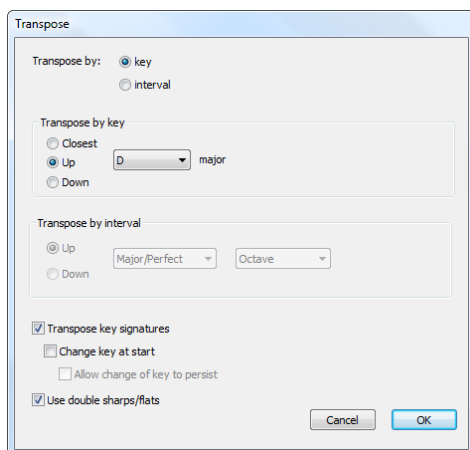 Transpose
Transpose by: key
interval
Transpose by key
Closest
Up D major
Down
Transpose by interval
Up
Major/Perfect Octave
Down
Transpose key signatures
Change key at start
Allow change of key to persist
Use double sharps/flats
Cancel OK